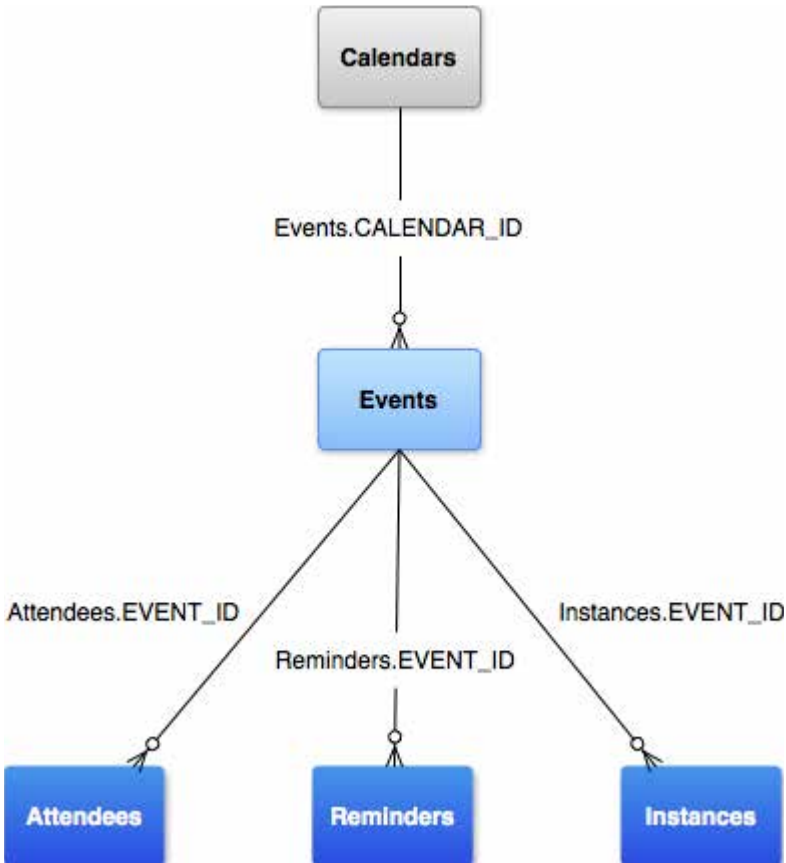 Calendars
Events.CALENDAR_ID
Events
Attendees.EVENT_ID
Instances.EVENT_ID
Reminders.EVENT_ID
Attendees
Reminders
Instances